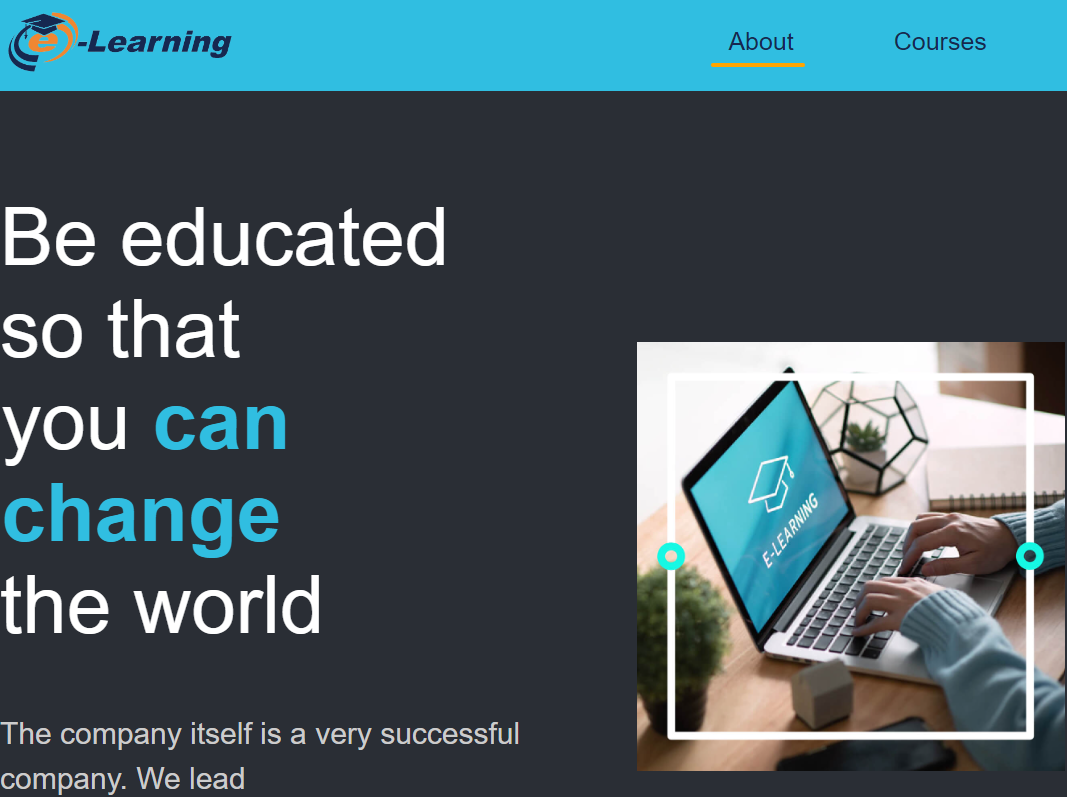 e-Learning
About
Courses
Be educated
so that
you can
change
the world
E-LEARNING
The company itself is a very successful
company. We lead